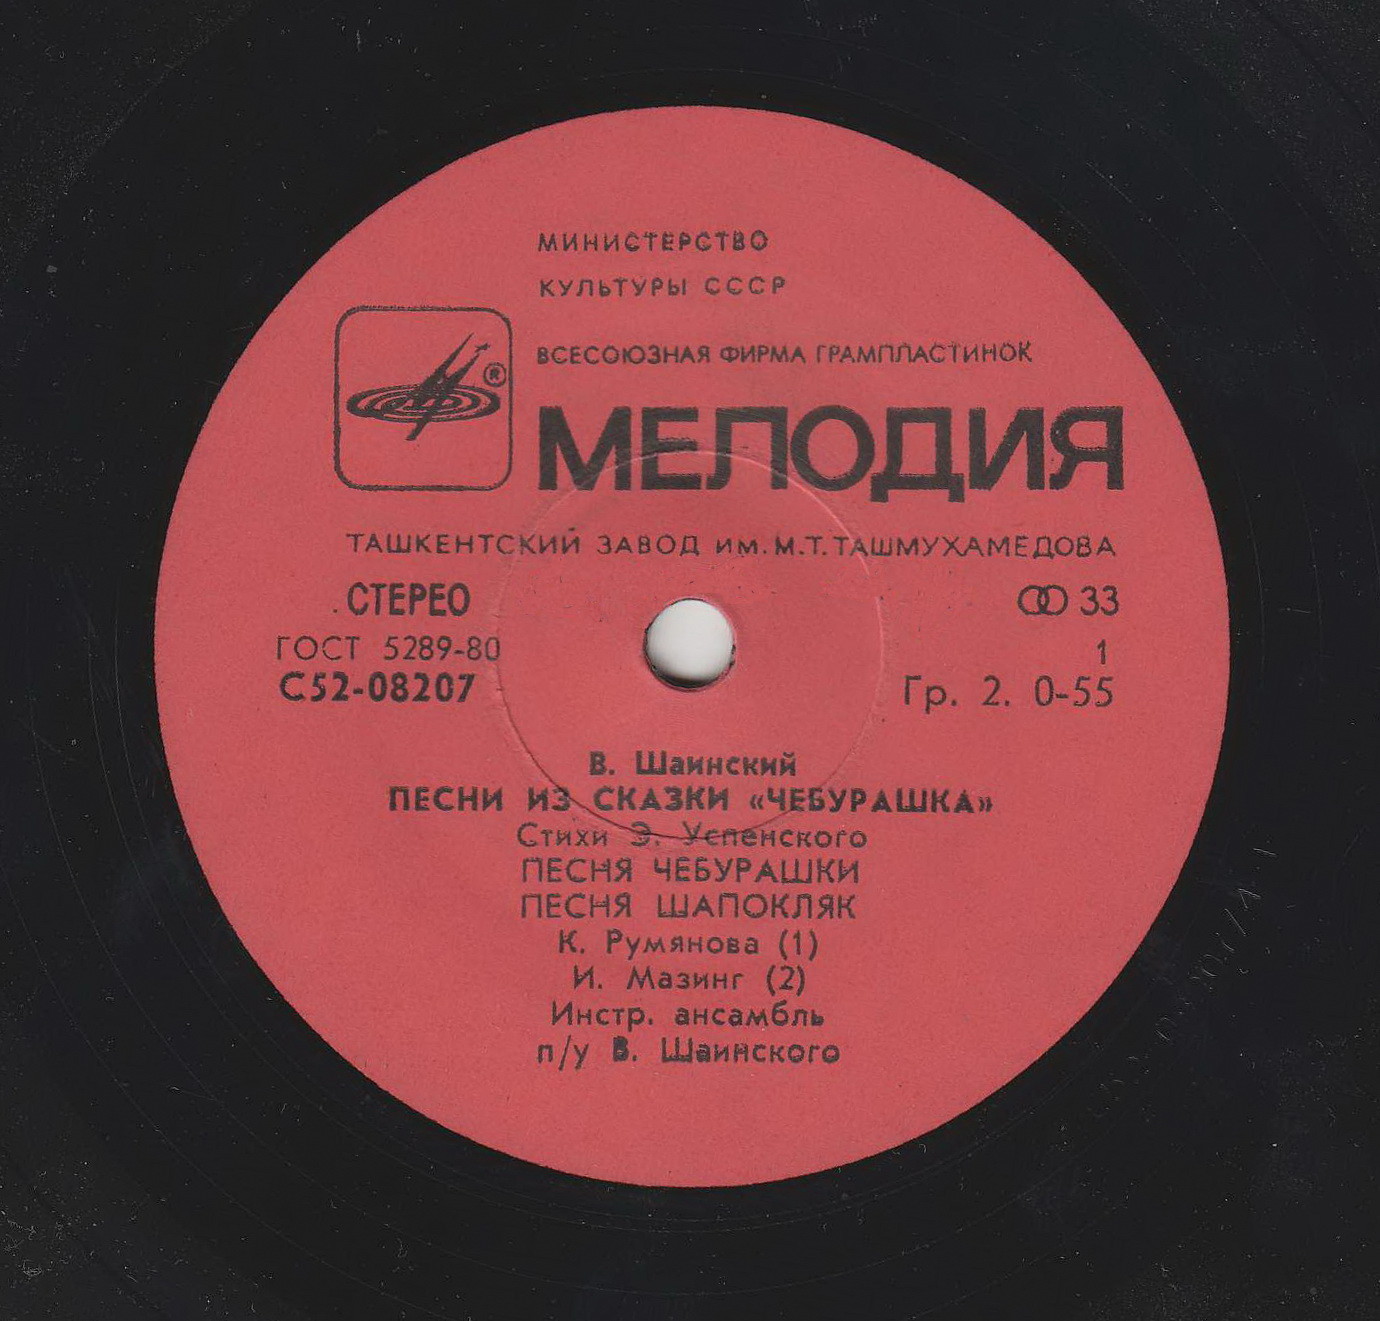 МИНИСТЕРСТВО
КУЛЬТУРЫ СССР
ВСЕСОЮЗНАЯ ФИРМА ГРАМПЛАСТИНОК
®
МЕЛОДИЯ
ТАШКЕНТСКИЙ ЗАВОД ИМ. М.Т. ТАШМУХАМЕДОВА
СТЕРЕО 33
ГОСТ 5289-80 1
С52-08207 Гр. 2. 0-55
В. Шаинский
ПЕСНИ ИЗ СКАЗКИ «ЧЕБУРАШКА»
Стихи Э. Успенского
ПЕСНЯ ЧЕБУРАШКИ
ПЕСНЯ ШАПОКЛЯК
К. Румянова (1)
И. Мазинг (2)
Инстр. ансамбль
п/у В. Шаинского